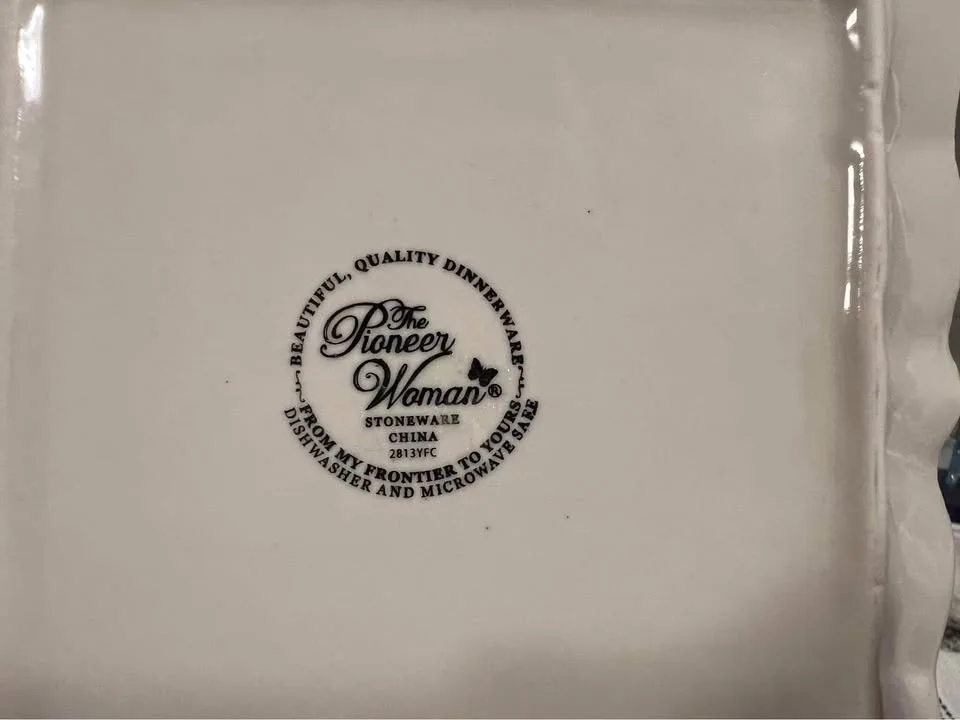 BEAUTIFUL, QUALITY DINNERWARE
The
Pioneer
Woman®
STONEWARE
CHINA
2813YFC
FROM MY FRONTIER TO YOURS
DISHWASHER AND MICROWAVE SAFE